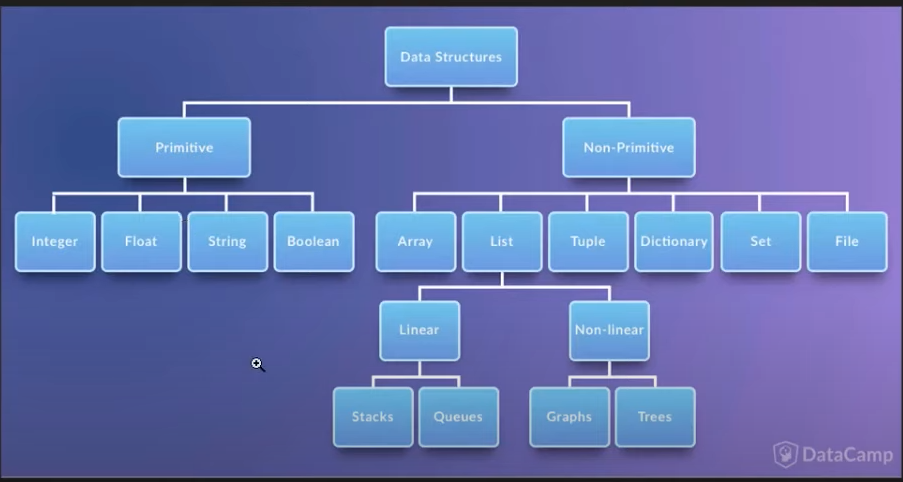 Data Structures
Primitive
Non-Primitive
Integer
Float
String
Boolean
Array
List
Tuple
Dictionary
Set
File
Linear
Non-linear
Stacks
Queues
Graphs
Trees
DataCamp